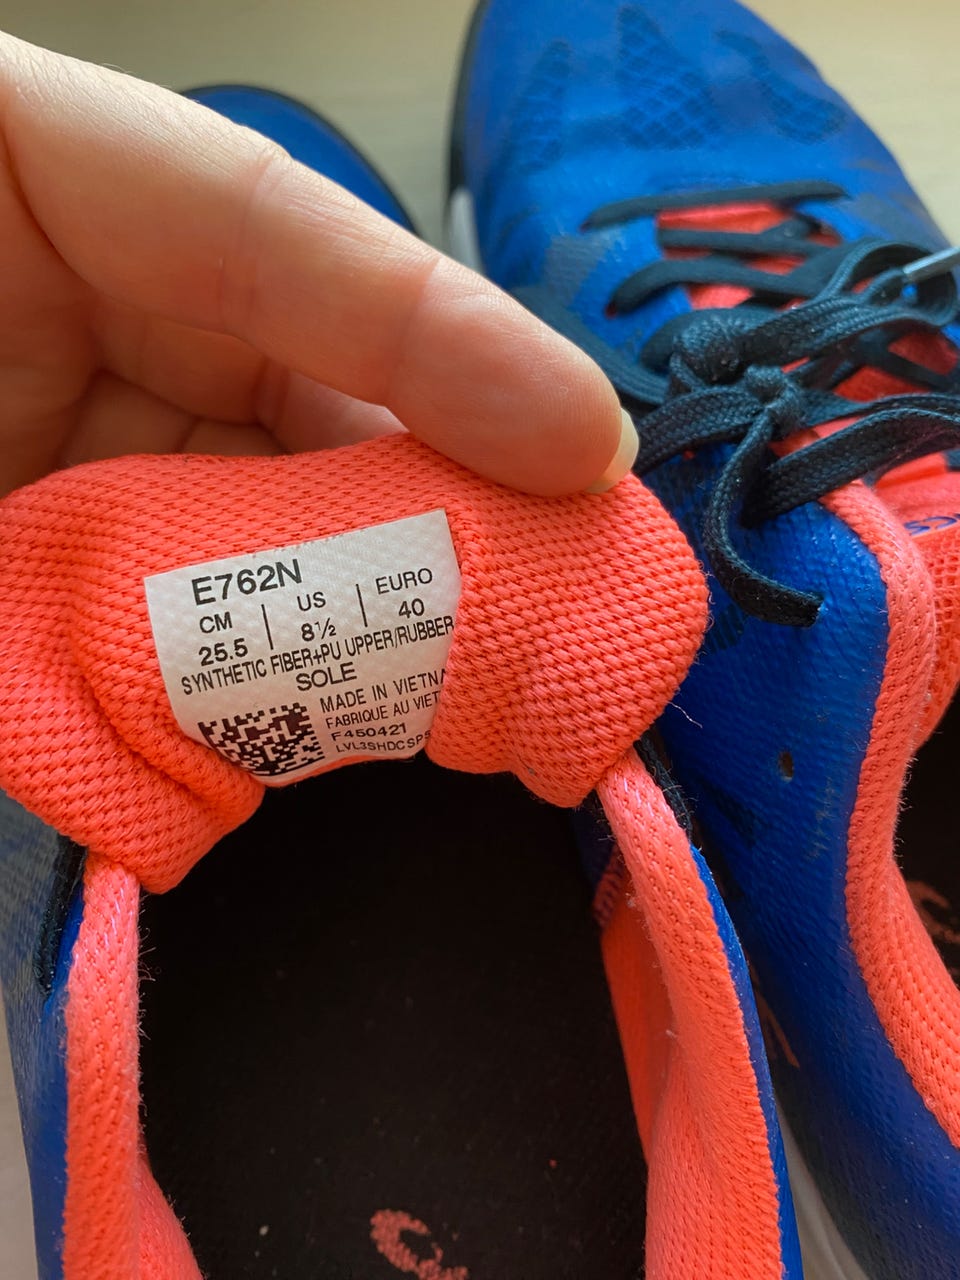 E762N
CM | US | EURO
25.5 | 8½ | 40
SYNTHETIC FIBER+PU UPPER/RUBBER
SOLE
MADE IN VIETNA
FABRIQUE AU VIET
F450421
LVL3SHDCSPS